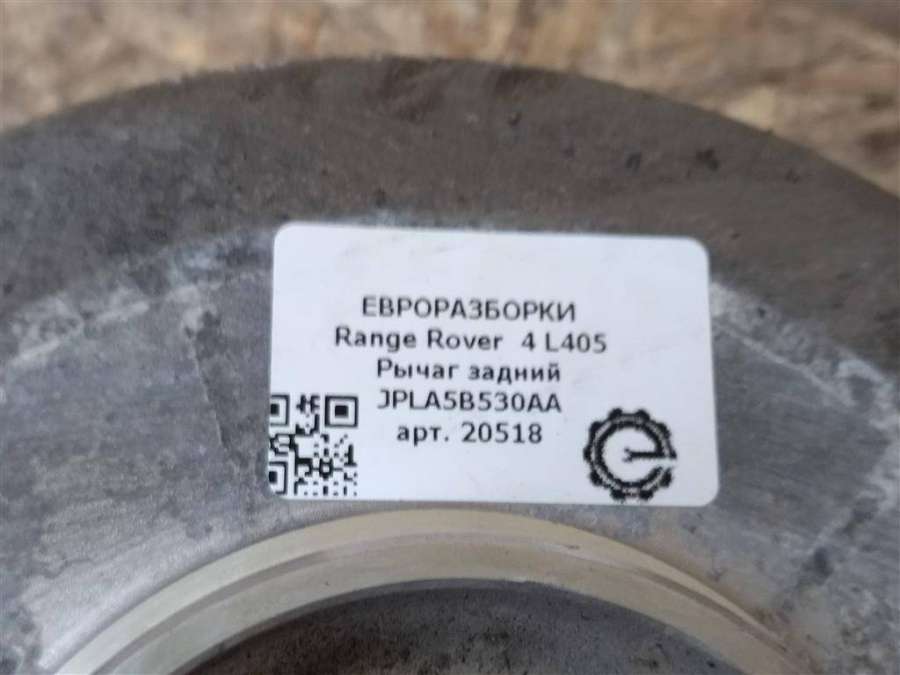 ЕВРОРАЗБОРКИ
Range Rover 4 L405
Рычаг задний
JPLA5B530AA
арт. 20518